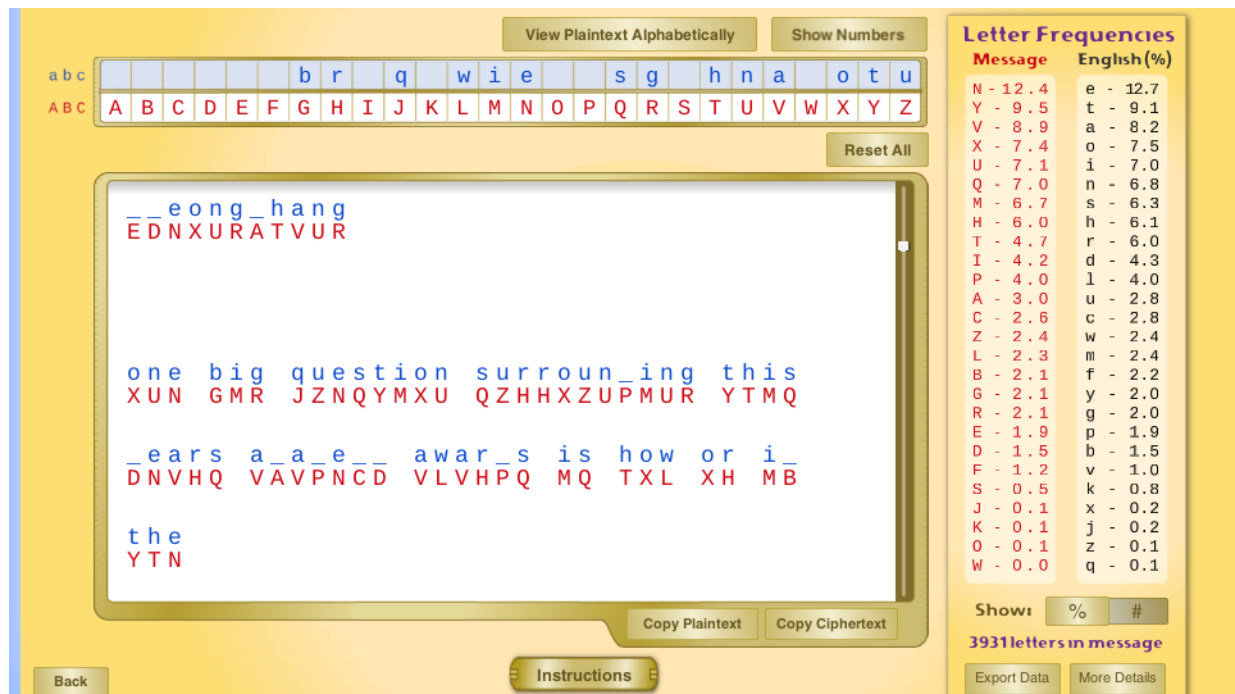 View Plaintext Alphabetically Show Numbers
a b c b r q w i e s g h n a o t u
A B C A B C D E F G H I J K L M N O P Q R S T U V W X Y Z
Reset All
__eong_hang
EDNXURATVUR
one big question surroun_ing this
XUN GMR JZNQYMXU QZHHXZUPMUR YTMQ
_ears a_a_e__ awar_s is how or i_
DNVHQ VAVPNCD VLVHPQ MQ TXL XH MB
the
YTN
Copy Plaintext Copy Ciphertext
Instructions
Back
Letter Frequencies
Message English (%)
N - 12.4 e - 12.7
Y - 9.5 t - 9.1
V - 8.9 a - 8.2
X - 7.4 o - 7.5
U - 7.1 i - 7.0
Q - 7.0 n - 6.8
M - 6.7 s - 6.3
H - 6.0 h - 6.1
T - 4.7 r - 6.0
I - 4.2 d - 4.3
P - 4.0 l - 4.0
A - 3.0 u - 2.8
C - 2.6 c - 2.8
Z - 2.4 w - 2.4
L - 2.3 m - 2.4
B - 2.1 f - 2.2
G - 2.1 y - 2.0
R - 2.1 g - 2.0
E - 1.9 p - 1.9
D - 1.5 b - 1.5
F - 1.2 v - 1.0
S - 0.5 k - 0.8
J - 0.1 x - 0.2
K - 0.1 j - 0.2
O - 0.1 z - 0.1
W - 0.0 q - 0.1
Show: % #
3931 letters in message
Export Data More Details